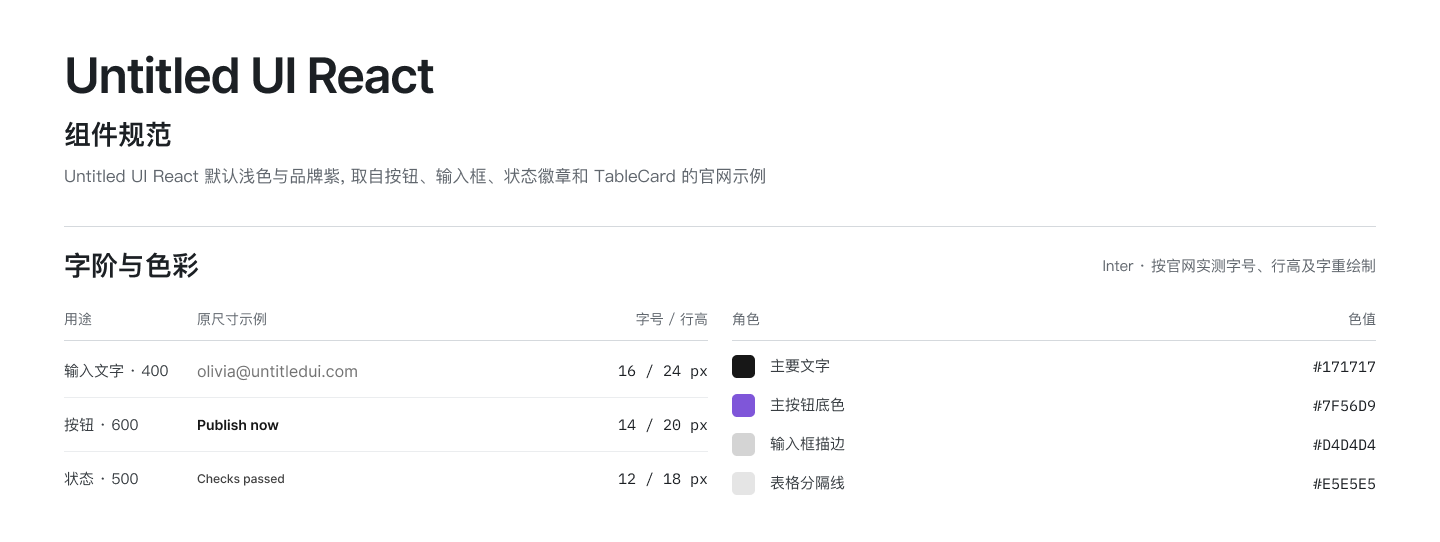 Untitled UI React
组件规范
Untitled UI React 默认浅色与品牌紫, 取自按钮、输入框、状态徽章和 TableCard 的官网示例
字阶与色彩
Inter · 按官网实测字号、行高及字重绘制
用途 原尺寸示例 字号 / 行高
输入文字 · 400 olivia@untitledui.com 16 / 24 px
按钮 · 600 Publish now 14 / 20 px
状态 · 500 Checks passed 12 / 18 px
角色 色值
主要文字 #171717
主按钮底色 #7F56D9
输入框描边 #D4D4D4
表格分隔线 #E5E5E5